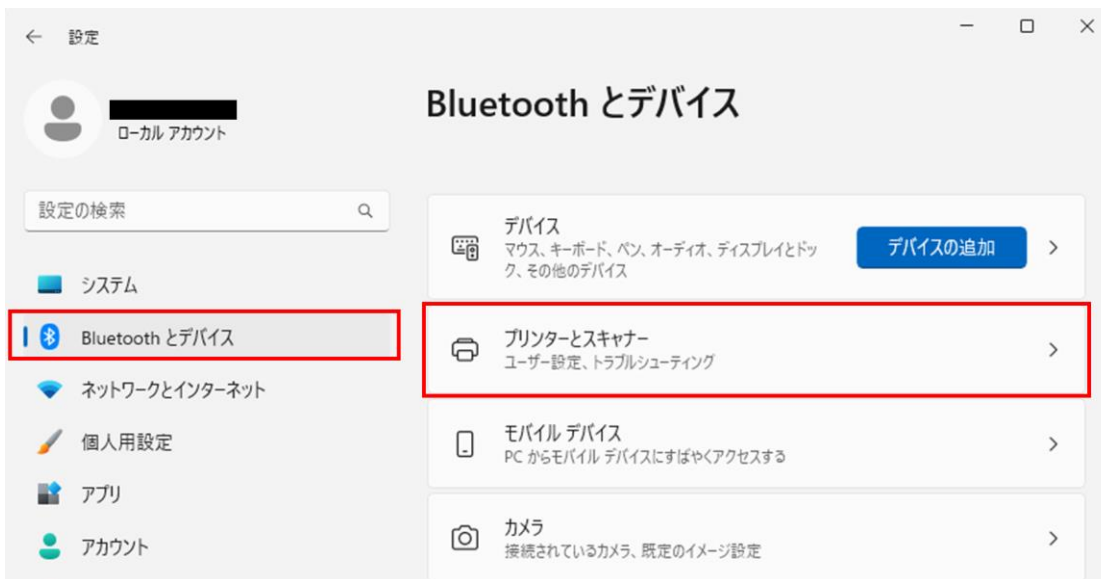 設定
ローカル アカウント
設定の検索
システム
Bluetooth とデバイス
ネットワークとインターネット
個人用設定
アプリ
アカウント
Bluetooth とデバイス
デバイス
マウス、キーボード、ペン、オーディオ、ディスプレイとドッ
ク、その他のデバイス
デバイスの追加
プリンターとスキャナー
ユーザー設定、トラブルシューティング
モバイル デバイス
PC からモバイル デバイスにすばやくアクセスする
カメラ
接続されているカメラ、既定のイメージ設定